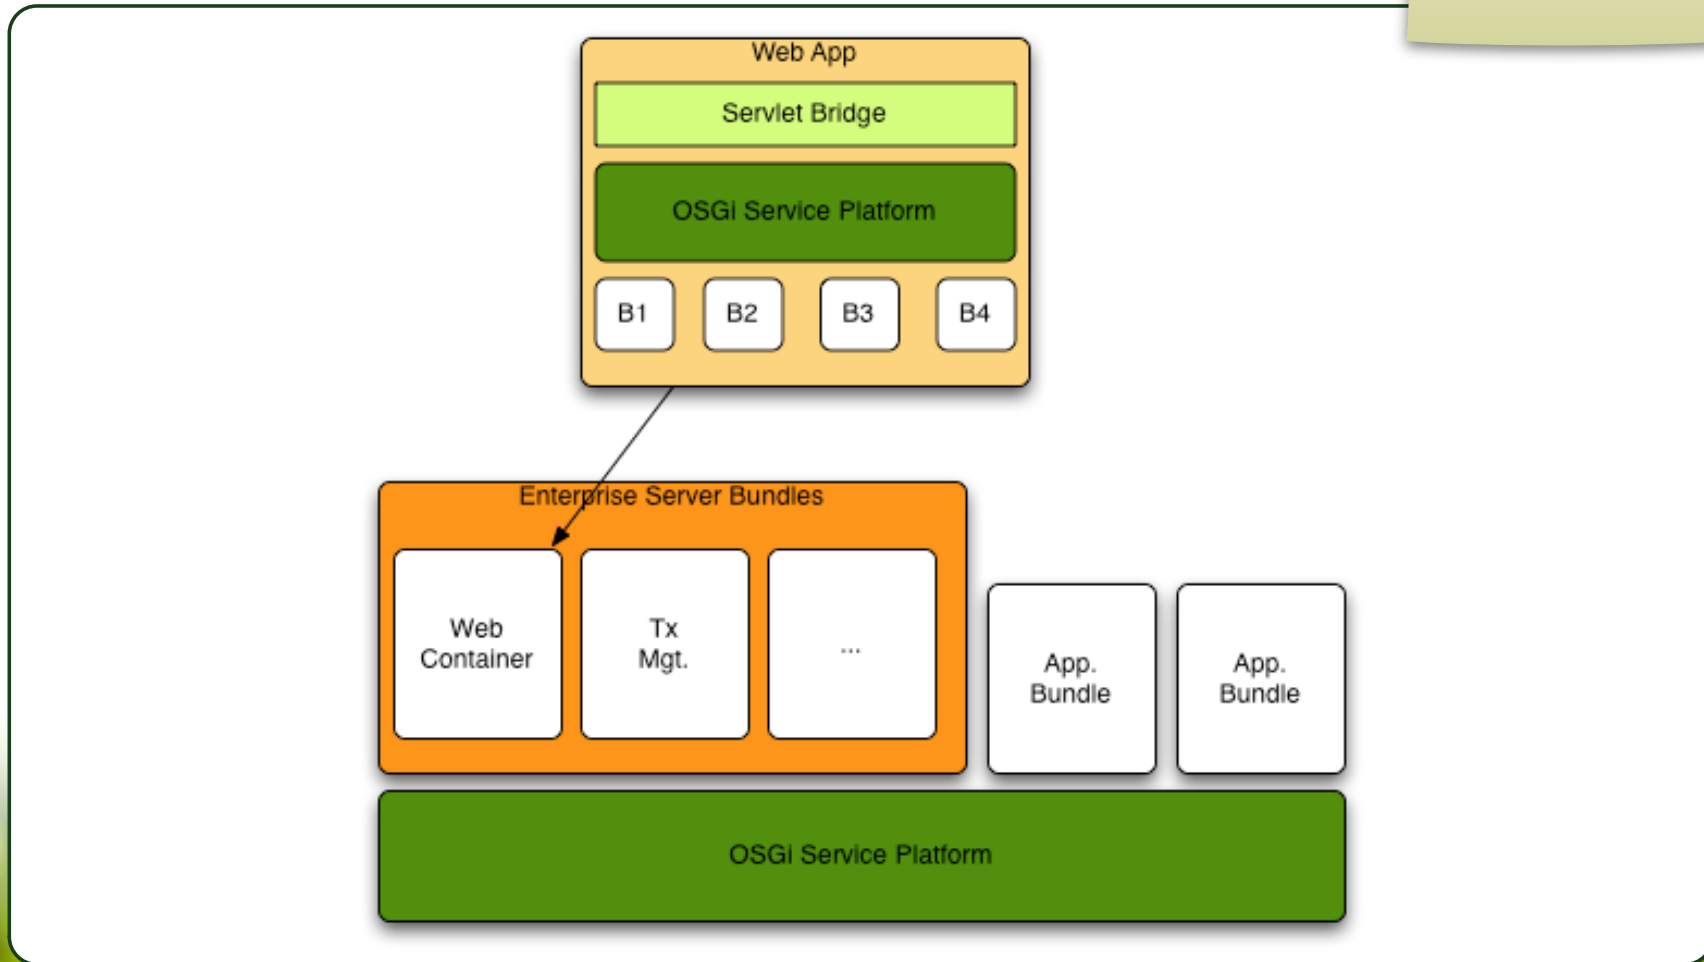 Web App
Servlet Bridge
OSGi Service Platform
B1
B2
B3
B4
Enterprise Server Bundles
Web
Container
Tx
Mgt.
...
App.
Bundle
App.
Bundle
OSGi Service Platform